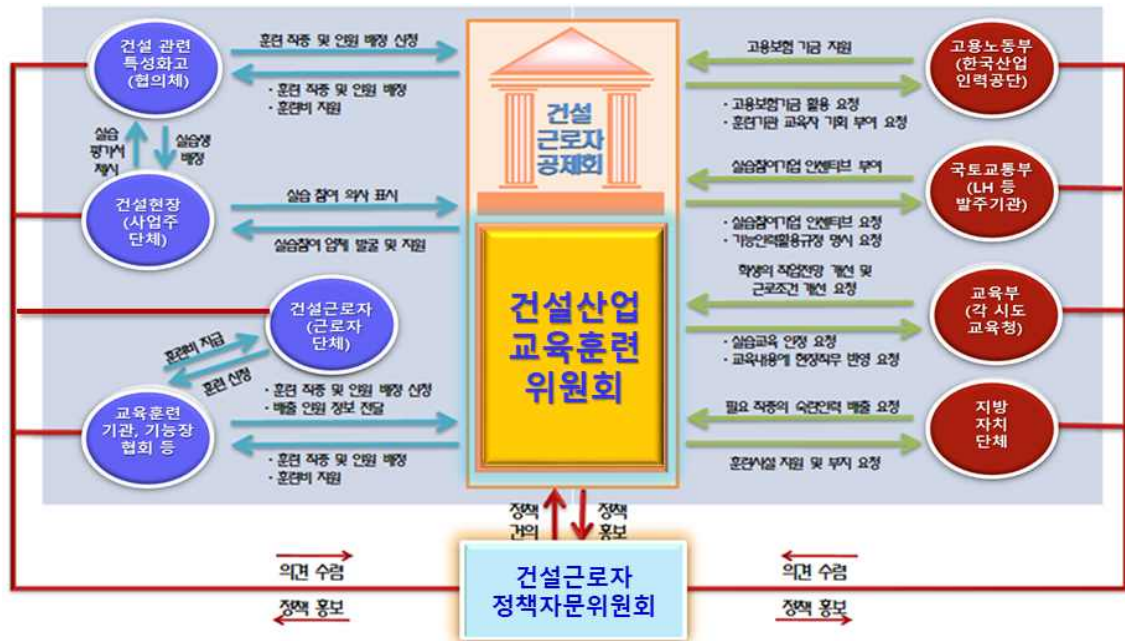 건설 관련
특성화고
(협의체)
훈련 직종 및 인원 배정 신청
· 훈련 직종 및 인원 배정
· 훈련비 지원
실습
평가서
제시
실습생
배정
건설현장
(사업주
단체)
실습 참여 의사 표시
실습참여 업체 발굴 및 지원
건설근로자
(근로자
단체)
훈련비 지급
훈련 신청
교육훈련
기관, 기능장
협회 등
· 훈련 직종 및 인원 배정 신청
· 배출 인원 정보 전달
· 훈련 직종 및 인원 배정
· 훈련비 지원
건설
근로자
공제회
건설산업
교육훈련
위원회
고용보험 기금 지원
· 고용보험기금 활용 요청
· 훈련기관 교육자 기회 부여 요청
고용노동부
(한국산업
인력공단)
실습참여기업 인센티브 부여
· 실습참여기업 인센티브 요청
· 기능인력활용규정 명시 요청
국토교통부
(LH 등
발주기관)
학생의 직업전망 개선 및
근로조건 개선 요청
· 실습교육 인정 요청
· 교육내용에 현장직무 반영 요청
교육부
(각 시도
교육청)
필요 직종의 숙련인력 배출 요청
훈련시설 지원 및 부지 요청
지방
자치
단체
정책
건의
정책
홍보
의견 수렴
정책 홍보
건설근로자
정책자문위원회
의견 수렴
정책 홍보